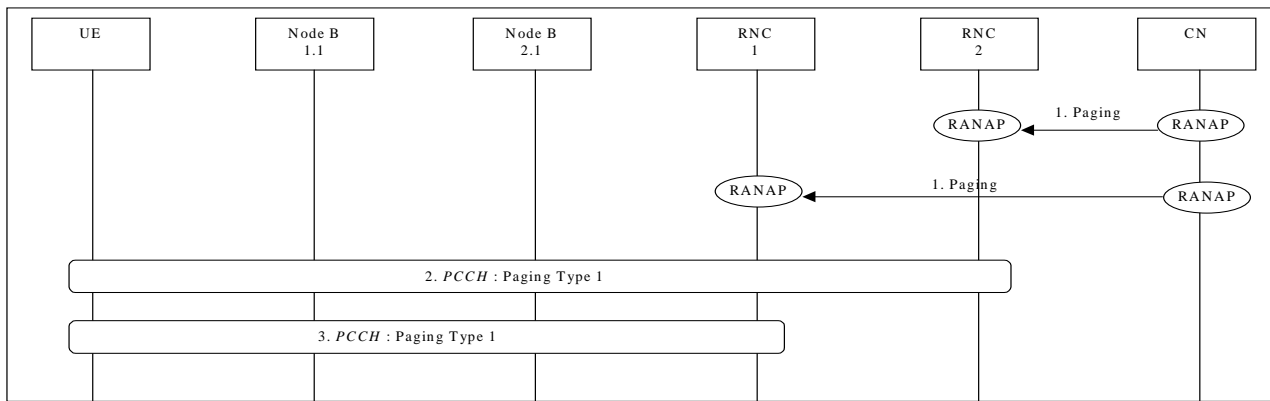 UE
Node B
1.1
Node B
2.1
RNC
1
RNC
2
CN
1. Paging
RANAP
RANAP
1. Paging
RANAP
RANAP
2. PCCH : Paging Type 1
3. PCCH : Paging Type 1